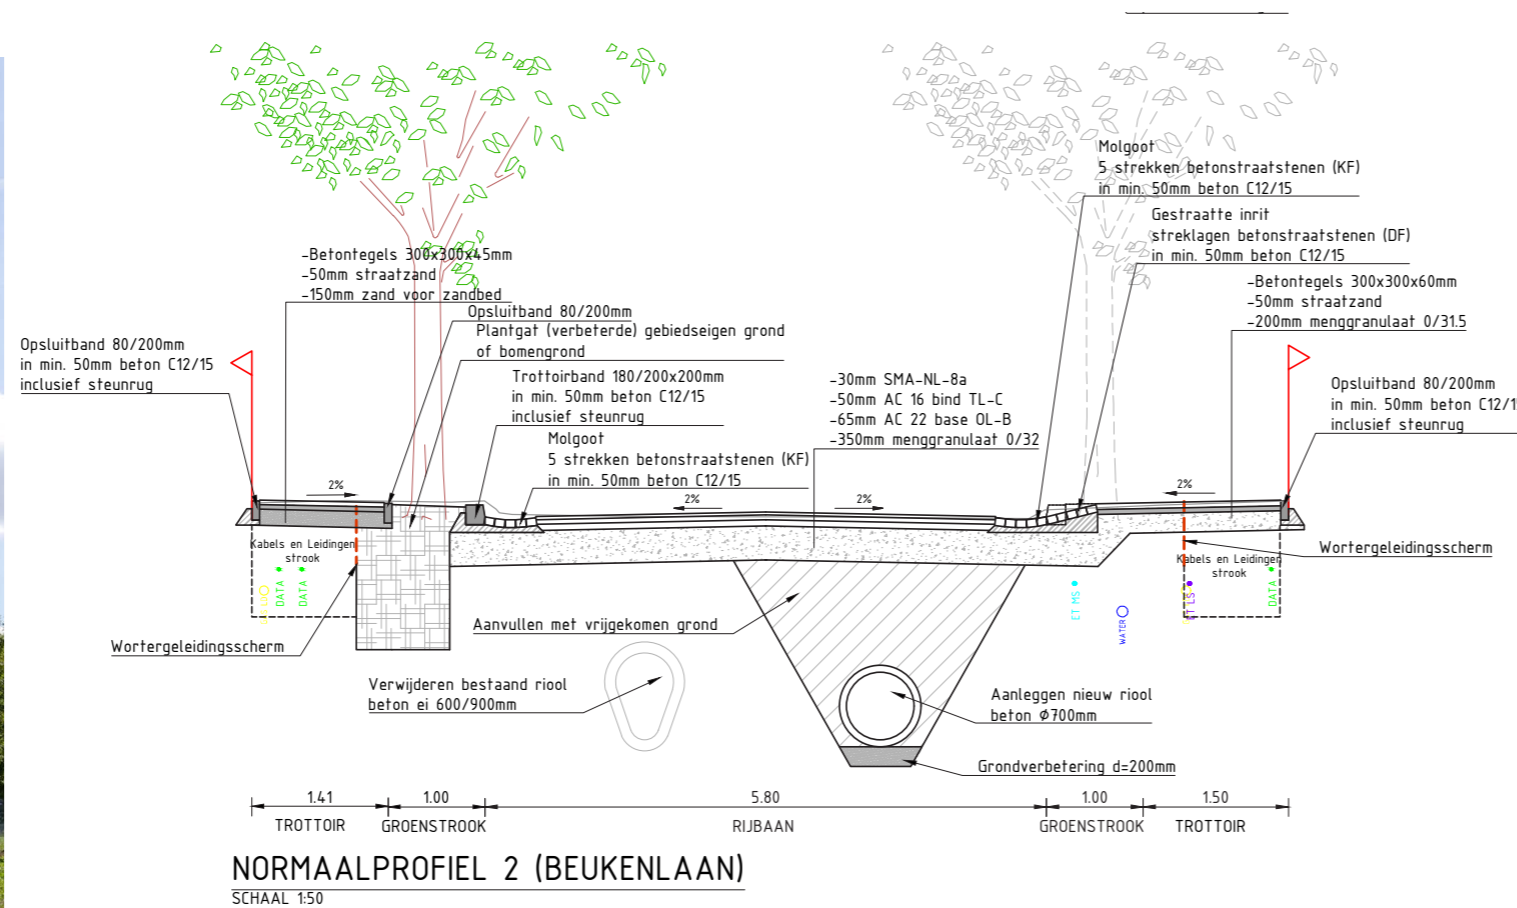 Molgoot
5 strekken betonstraatstenen (KF)
in min. 50mm beton C12/15
Gestraatte inrit
streklagen betonstraatstenen (DF)
in min. 50mm beton C12/15
-Betontegels 300x300x45mm
-50mm straatzand
-150mm zand voor zandbed
-Betontegels 300x300x60mm
-50mm straatzand
-200mm menggranulaat 0/31.5
Opsluitband 80/200mm
Plantgat (verbeterde) gebiedseigen grond
of bomengrond
Opsluitband 80/200mm
in min. 50mm beton C12/15
inclusief steunrug
Trottoirband 180/200x200mm
in min. 50mm beton C12/15
inclusief steunrug
-30mm SMA-NL-8a
-50mm AC 16 bind TL-C
-65mm AC 22 base OL-B
-350mm menggranulaat 0/32
Opsluitband 80/200mm
in min. 50mm beton C12/1
inclusief steunrug
Molgoot
5 strekken betonstraatstenen (KF)
in min. 50mm beton C12/15
2%
2%
2%
2%
Kabels en Leidingen
strook
Kabels en Leidingen
strook
Wortergeleidingsscherm
DATA
DATA
ET MS
WATER
ET LS
DATA
Aanvullen met vrijgekomen grond
Wortergeleidingsscherm
Verwijderen bestaand riool
beton ei 600/900mm
Aanleggen nieuw riool
beton Ø700mm
Grondverbetering d=200mm
1.41
1.00
5.80
1.00
1.50
TROTTOIR
GROENSTROOK
RIJBAAN
GROENSTROOK
TROTTOIR
NORMAALPROFIEL 2 (BEUKENLAAN)
SCHAAL 1:50